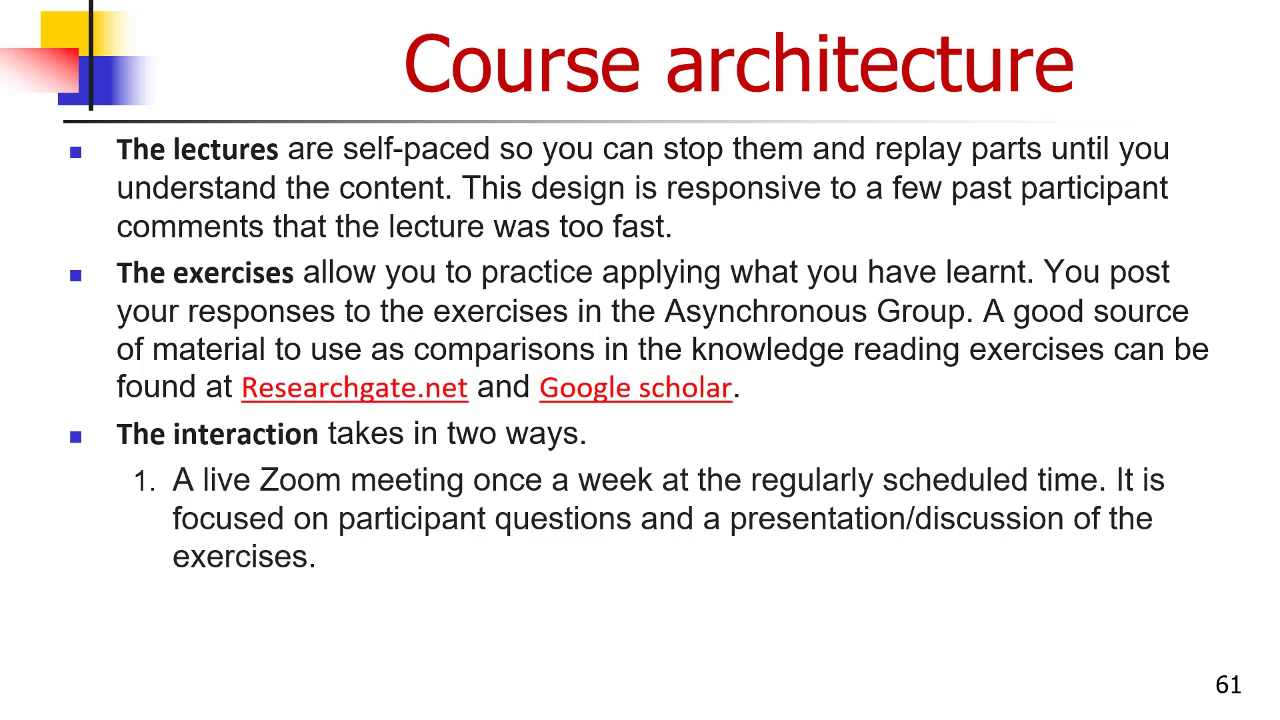 Course architecture
The lectures are self-paced so you can stop them and replay parts until you
understand the content. This design is responsive to a few past participant
comments that the lecture was too fast.
The exercises allow you to practice applying what you have learnt. You post
your responses to the exercises in the Asynchronous Group. A good source
of material to use as comparisons in the knowledge reading exercises can be
found at Researchgate.net and Google scholar.
The interaction takes in two ways.
1. A live Zoom meeting once a week at the regularly scheduled time. It is
focused on participant questions and a presentation/discussion of the
exercises.
61